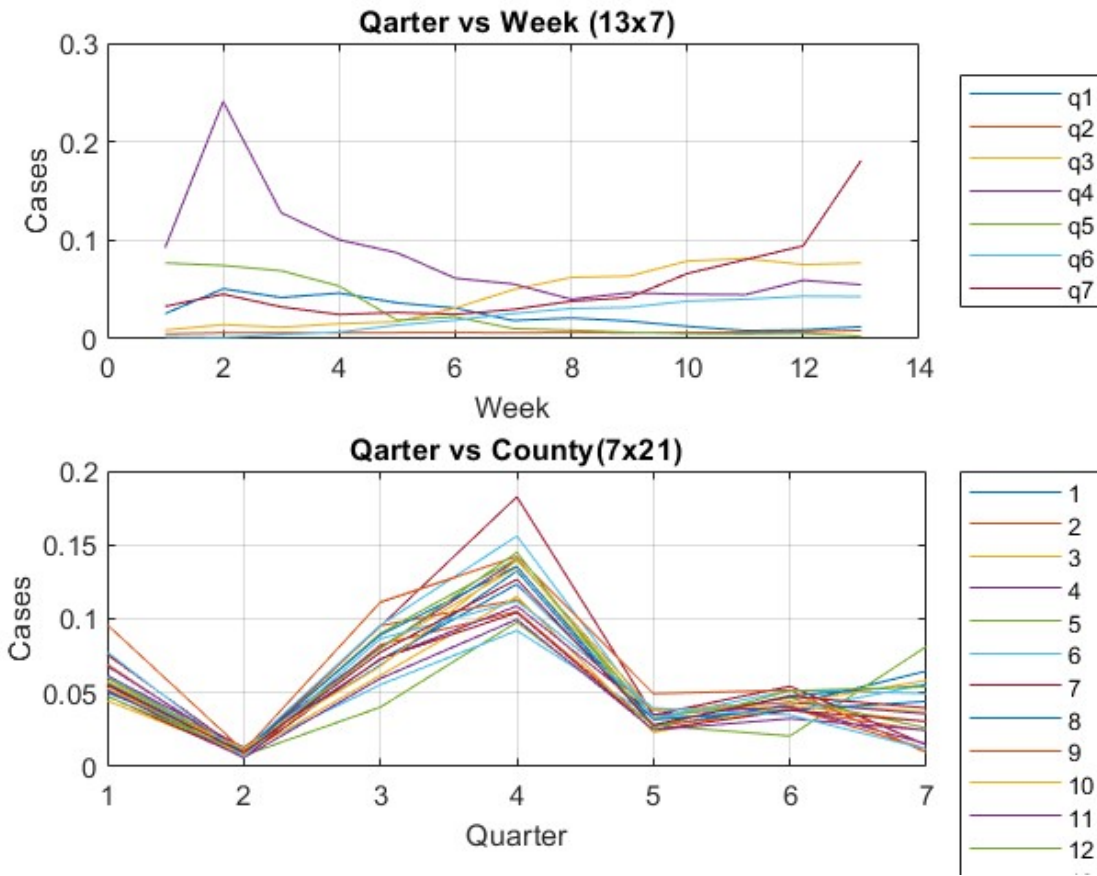 Qarter vs Week (13x7)
0.3
0.2
0.1
0
Cases
0 2 4 6 8 10 12 14
Week
q1
q2
q3
q4
q5
q6
q7
Qarter vs County(7x21)
0.2
0.15
0.1
0.05
0
Cases
1 2 3 4 5 6 7
Quarter
1
2
3
4
5
6
7
8
9
10
11
12